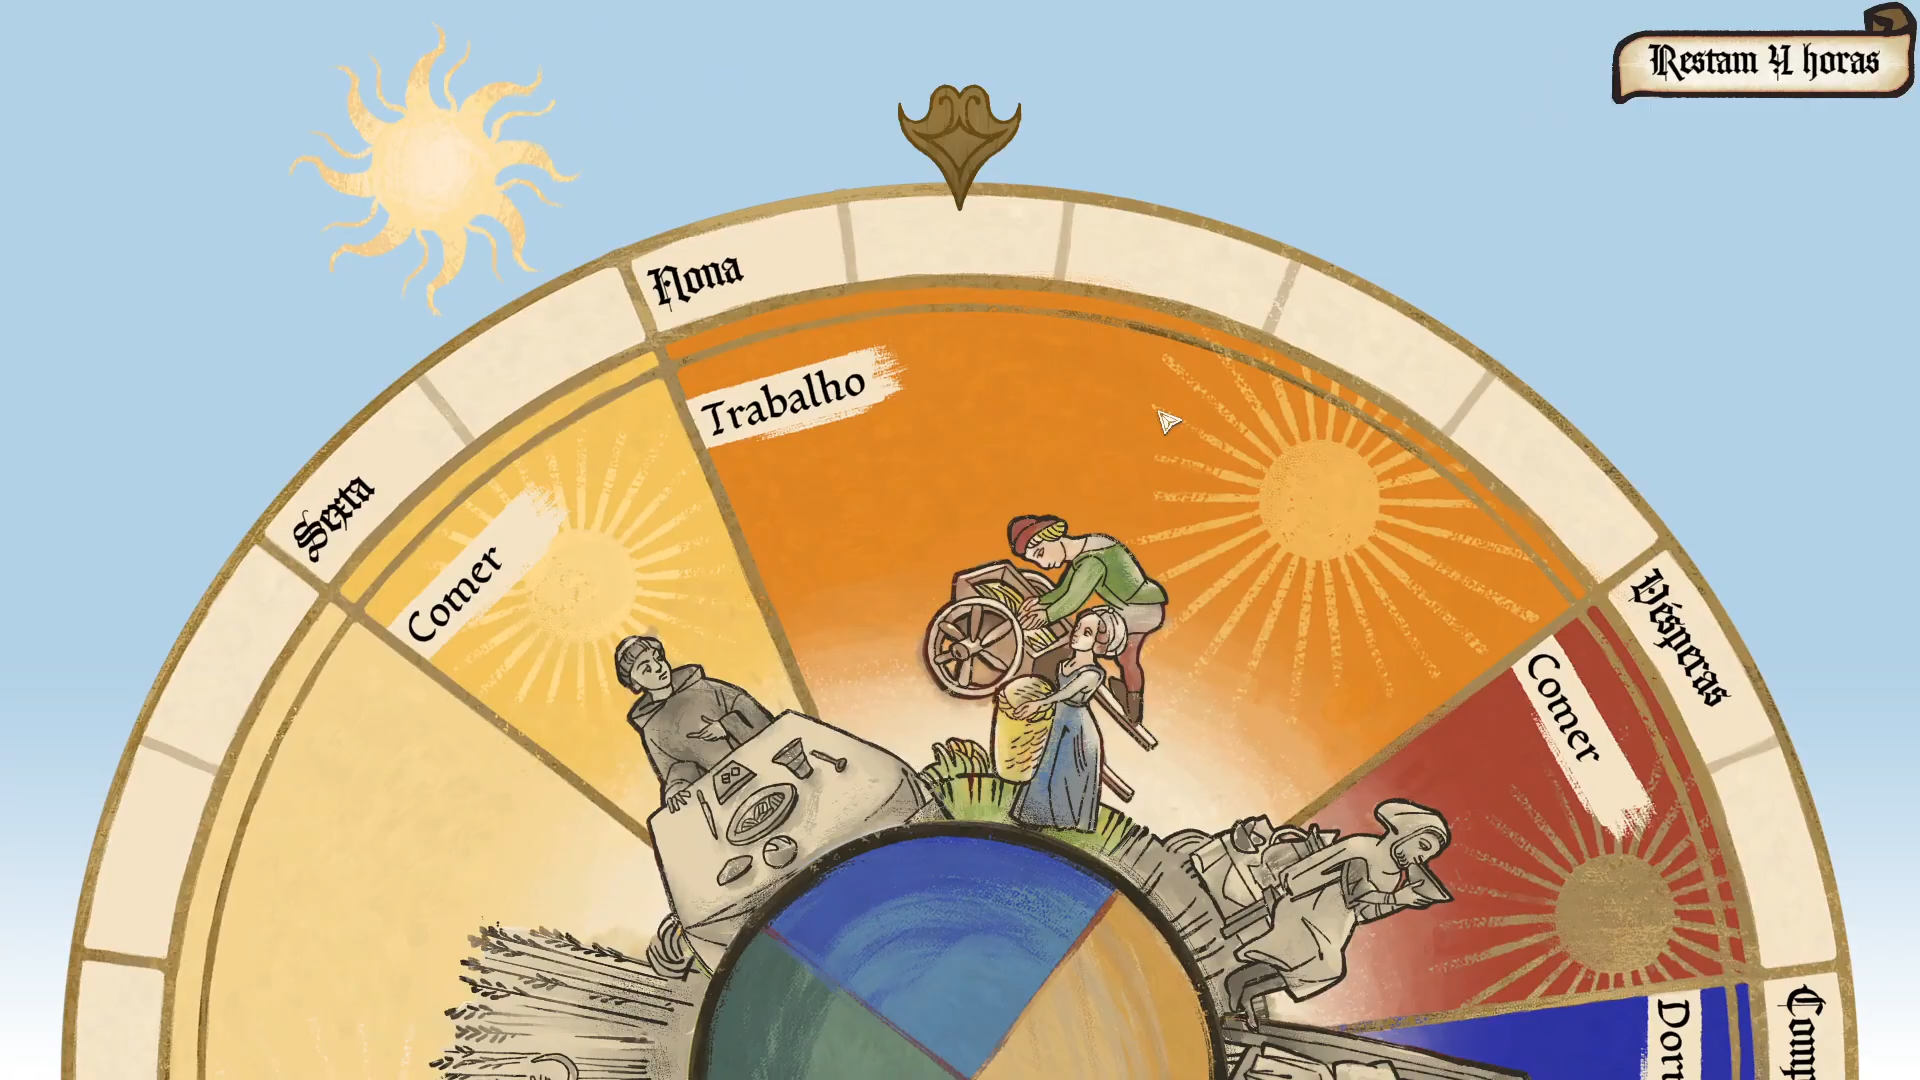 Restam 4 horas
Nona
Trabalho
Sexta
Comer
Vésperas
Comer